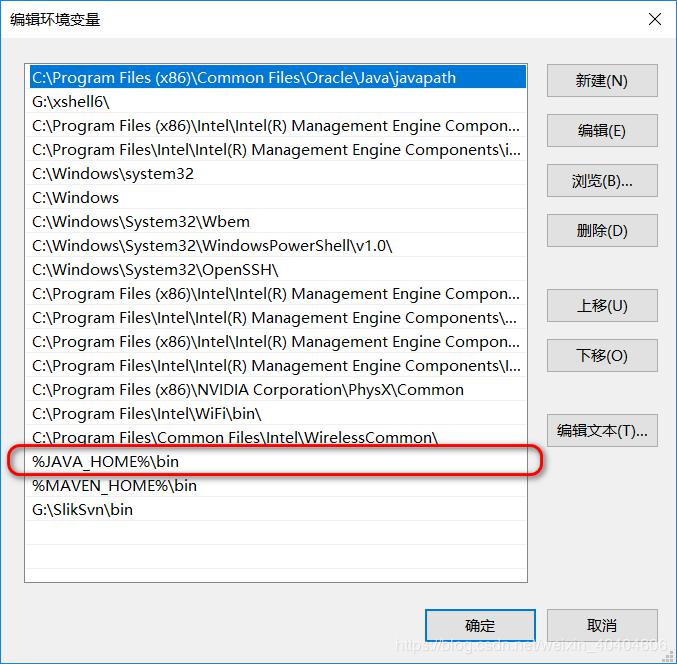 编辑环境变量
C:\Program Files (x86)\Common Files\Oracle\Java\javapath
新建(N)
G:\xshell6\
C:\Program Files (x86)\Intel\Intel(R) Management Engine Compon...
编辑(E)
C:\Program Files\Intel\Intel(R) Management Engine Components\i...
C:\Windows\system32
浏览(B)...
C:\Windows
C:\Windows\System32\Wbem
删除(D)
C:\Windows\System32\WindowsPowerShell\v1.0\
C:\Windows\System32\OpenSSH\
C:\Program Files (x86)\Intel\Intel(R) Management Engine Compon...
上移(U)
C:\Program Files\Intel\Intel(R) Management Engine Components\...
C:\Program Files (x86)\Intel\Intel(R) Management Engine Compon...
下移(O)
C:\Program Files\Intel\Intel(R) Management Engine Components\I...
C:\Program Files (x86)\NVIDIA Corporation\PhysX\Common
C:\Program Files\Intel\WiFi\bin\
C:\Program Files\Common Files\Intel\WirelessCommon\
编辑文本(T)...
%JAVA_HOME%\bin
%MAVEN_HOME%\bin
G:\SlikSvn\bin
确定
取消
https://blog.csdn.net/weixin_40404606